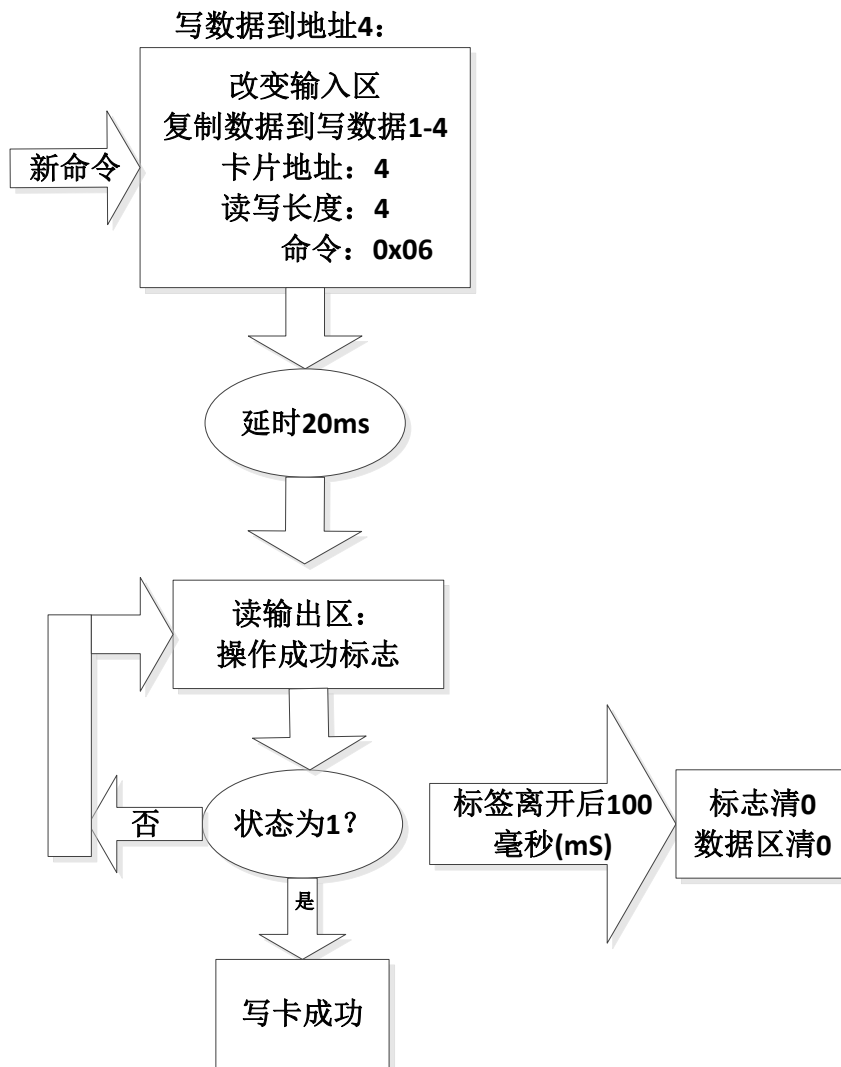 写数据到地址4：
改变输入区
复制数据到写数据1-4
卡片地址：4
读写长度：4
命令：0x06
新命令
延时20ms
读输出区：
操作成功标志
否
状态为1？
标签离开后100
毫秒(mS)
标志清0
数据区清0
是
写卡成功